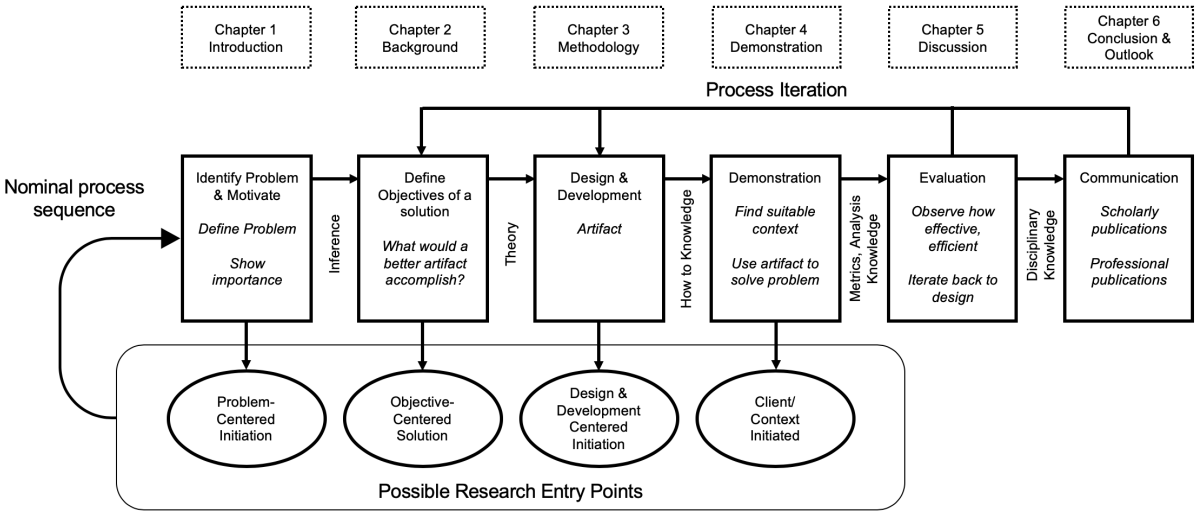 Chapter 1
Introduction
Chapter 2
Background
Chapter 3
Methodology
Chapter 4
Demonstration
Chapter 5
Discussion
Chapter 6
Conclusion &
Outlook
Process Iteration
Nominal process
sequence
Identify Problem
& Motivate
Define Problem
Show
importance
Inference
Define
Objectives of a
solution
What would a
better artifact
accomplish?
Theory
Design &
Development
Artifact
How to Knowledge
Demonstration
Find suitable
context
Use artifact to
solve problem
Metrics, Analysis
Knowledge
Evaluation
Observe how
effective,
efficient
Iterate back to
design
Disciplinary
Knowledge
Communication
Scholarly
publications
Professional
publications
Problem-
Centered
Initiation
Objective-
Centered
Solution
Design &
Development
Centered
Initiation
Client/
Context
Initiated
Possible Research Entry Points